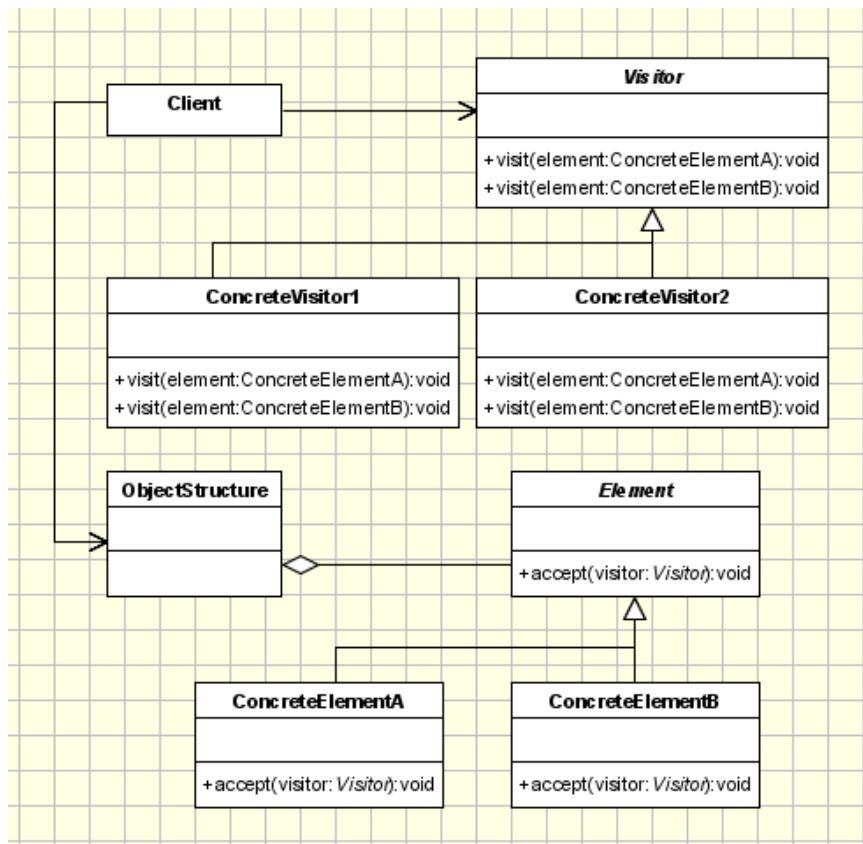 Client
Visitor
+visit(element:ConcreteElementA):void
+visit(element:ConcreteElementB):void
ConcreteVisitor1
+visit(element:ConcreteElementA):void
+visit(element:ConcreteElementB):void
ConcreteVisitor2
+visit(element:ConcreteElementA):void
+visit(element:ConcreteElementB):void
ObjectStructure
Element
+accept(visitor:Visitor):void
ConcreteElementA
+accept(visitor:Visitor):void
ConcreteElementB
+accept(visitor:Visitor):void